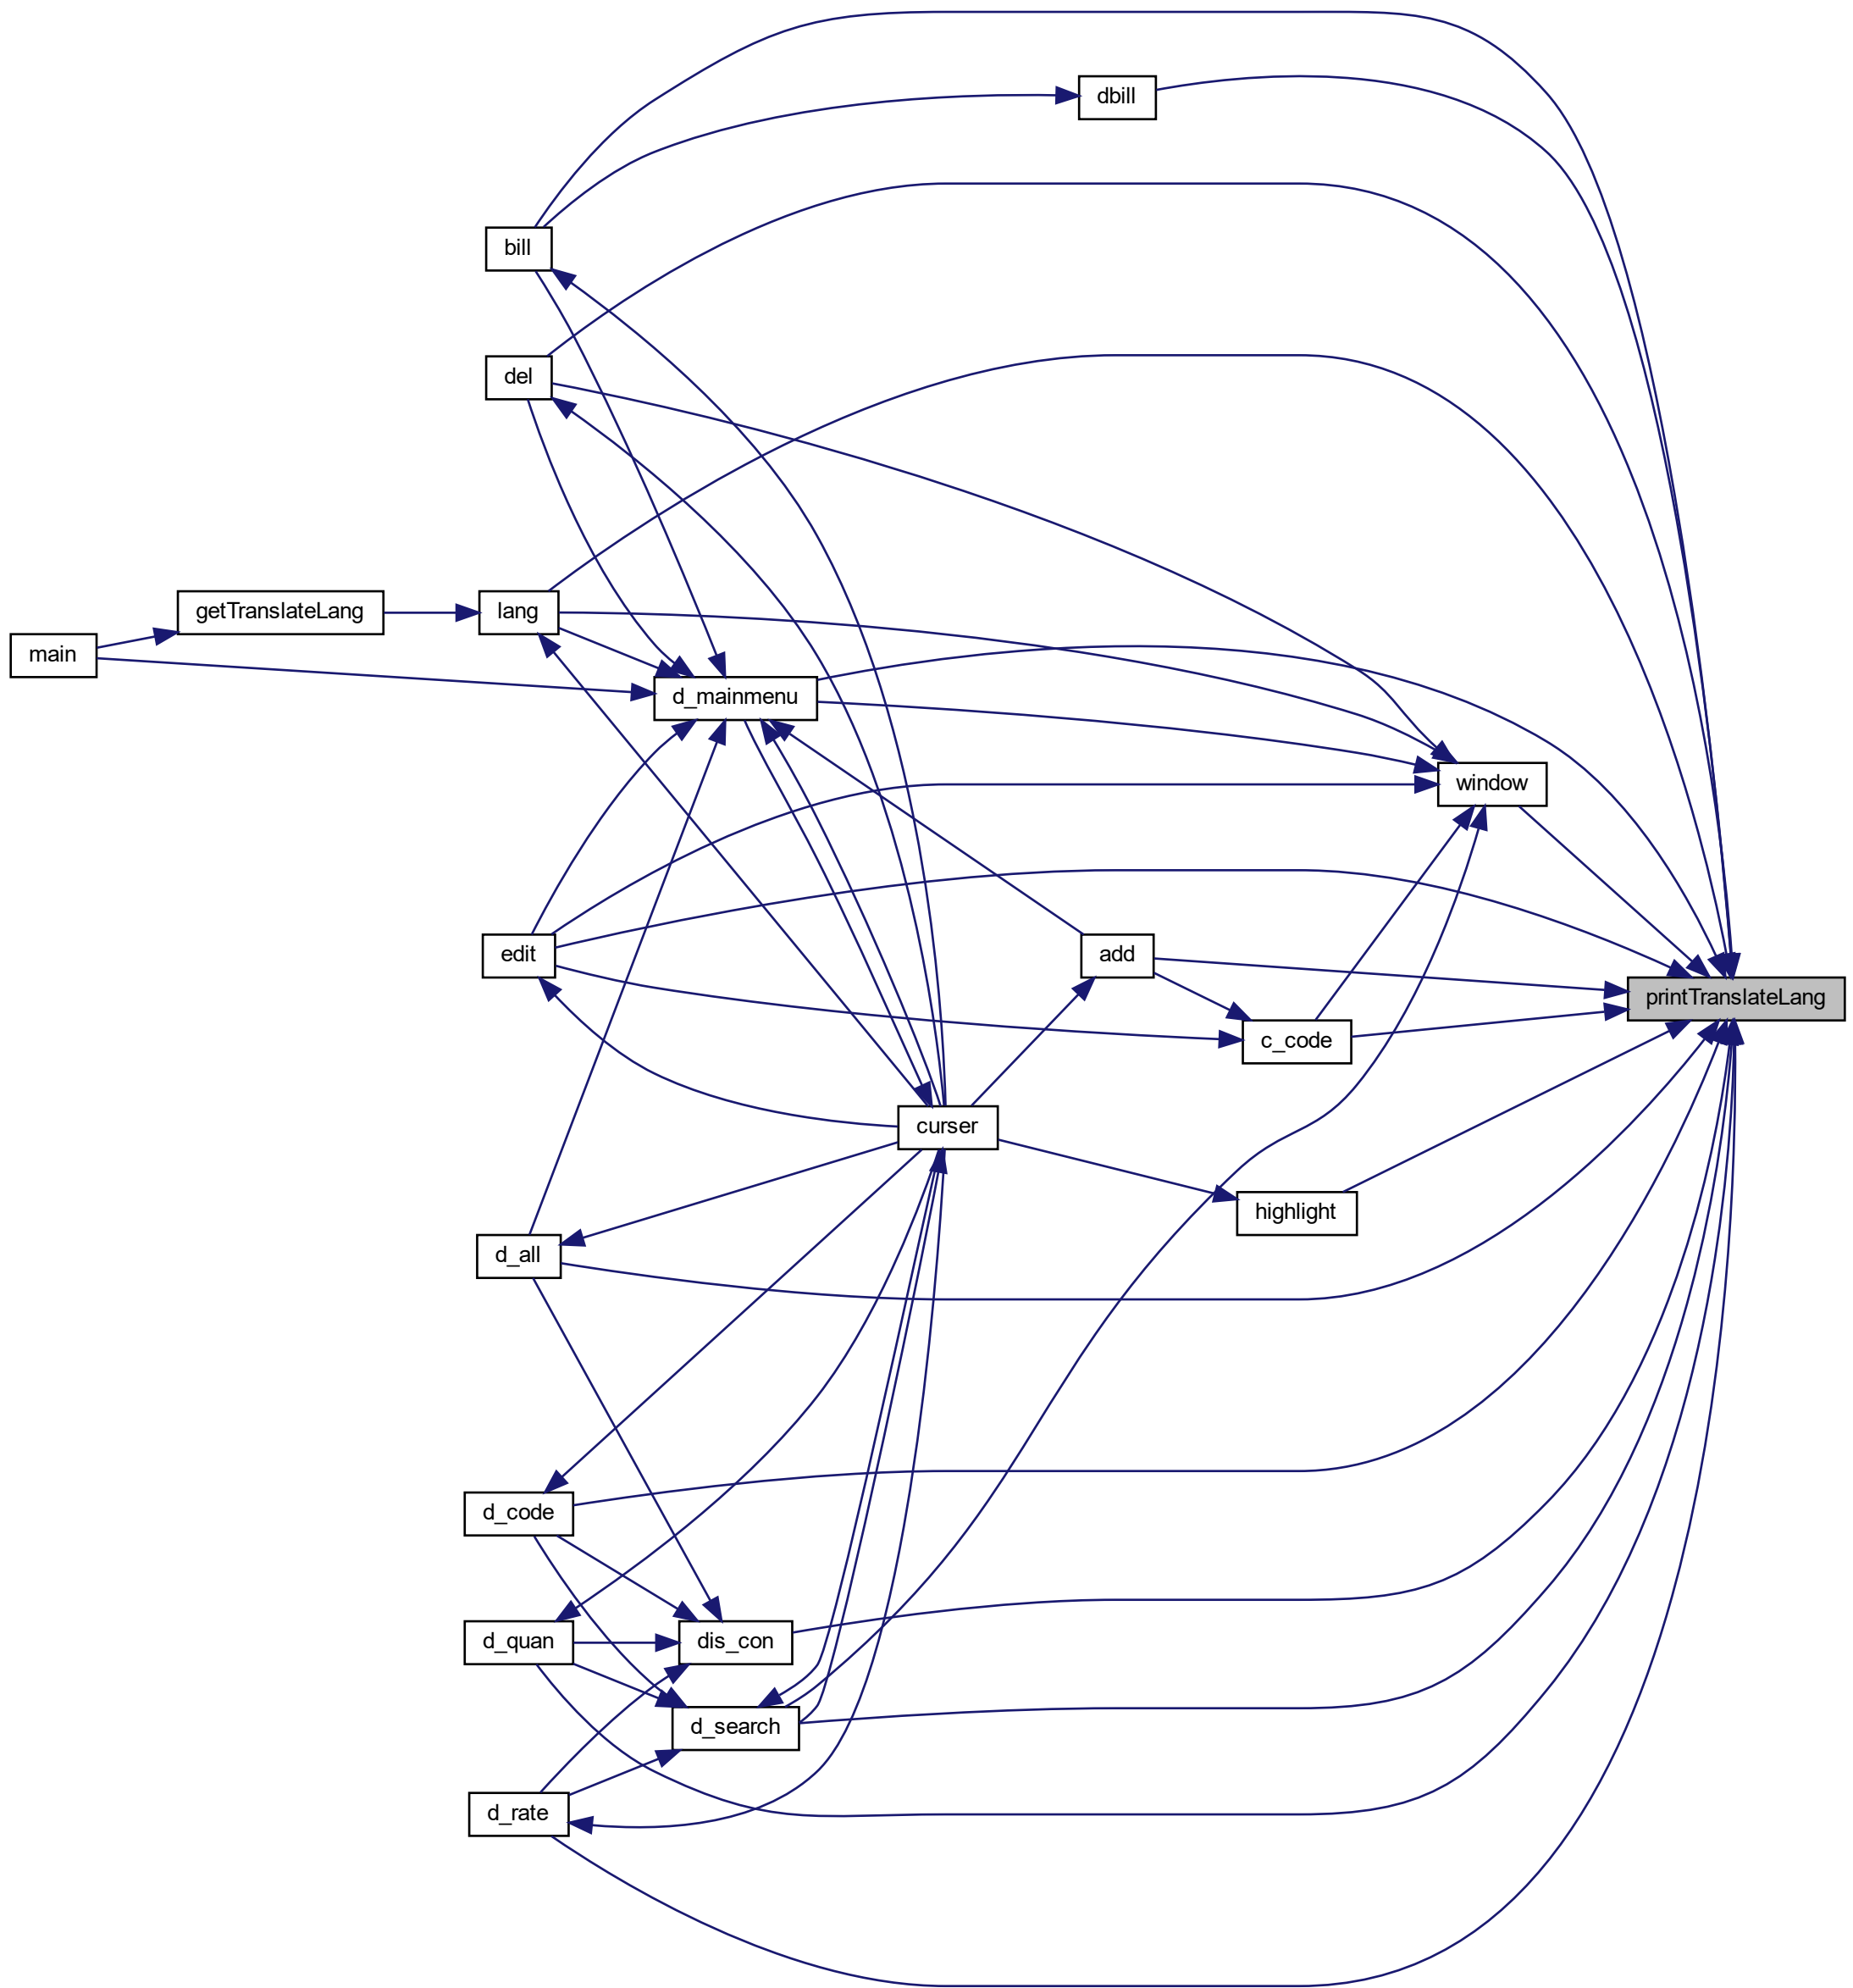 dbill
bill
del
getTranslateLang
lang
main
d_mainmenu
window
edit
add
printTranslateLang
c_code
curser
highlight
d_all
d_code
d_quan
dis_con
d_search
d_rate